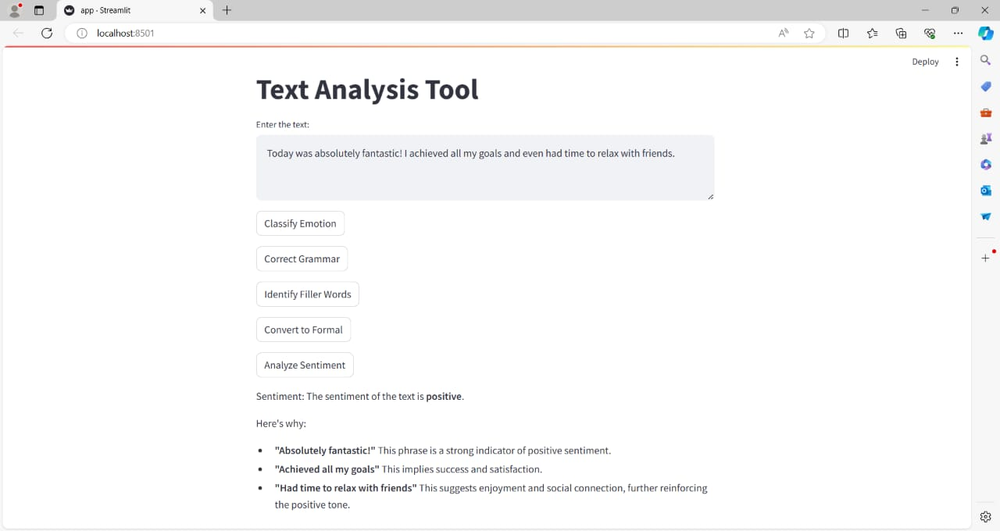 app · Streamlit
localhost:8501
Deploy
Text Analysis Tool
Enter the text:
Today was absolutely fantastic! I achieved all my goals and even had time to relax with friends.
Classify Emotion
Correct Grammar
Identify Filler Words
Convert to Formal
Analyze Sentiment
Sentiment: The sentiment of the text is positive.
Here's why:
"Absolutely fantastic!" This phrase is a strong indicator of positive sentiment.
"Achieved all my goals" This implies success and satisfaction.
"Had time to relax with friends" This suggests enjoyment and social connection, further reinforcing
the positive tone.